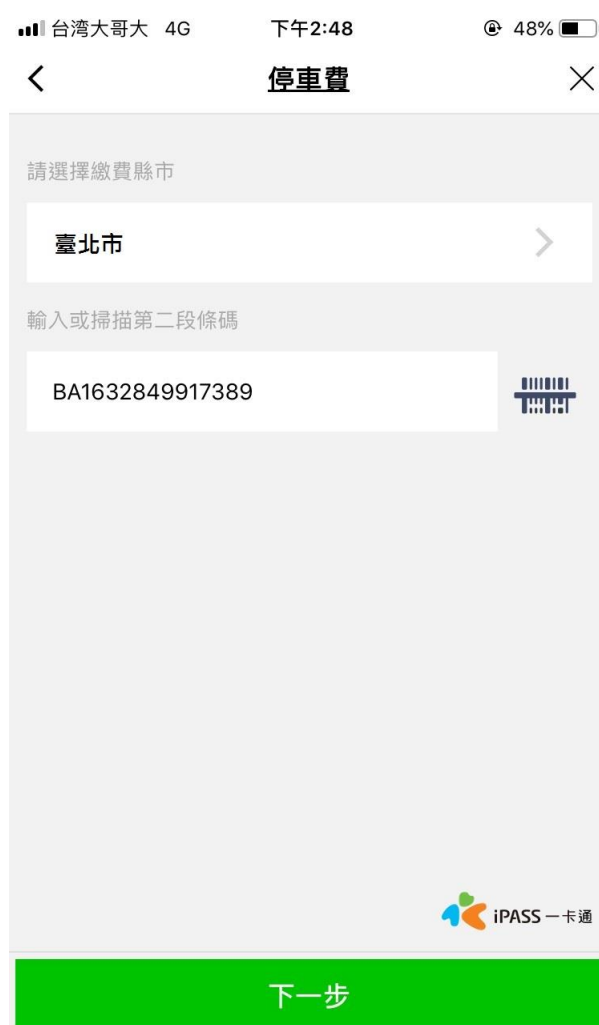 台湾大哥大 4G 下午2:48 48%
停車費
請選擇繳費縣市
臺北市
輸入或掃描第二段條碼
BA1632849917389
iPASS 一卡通
下一步